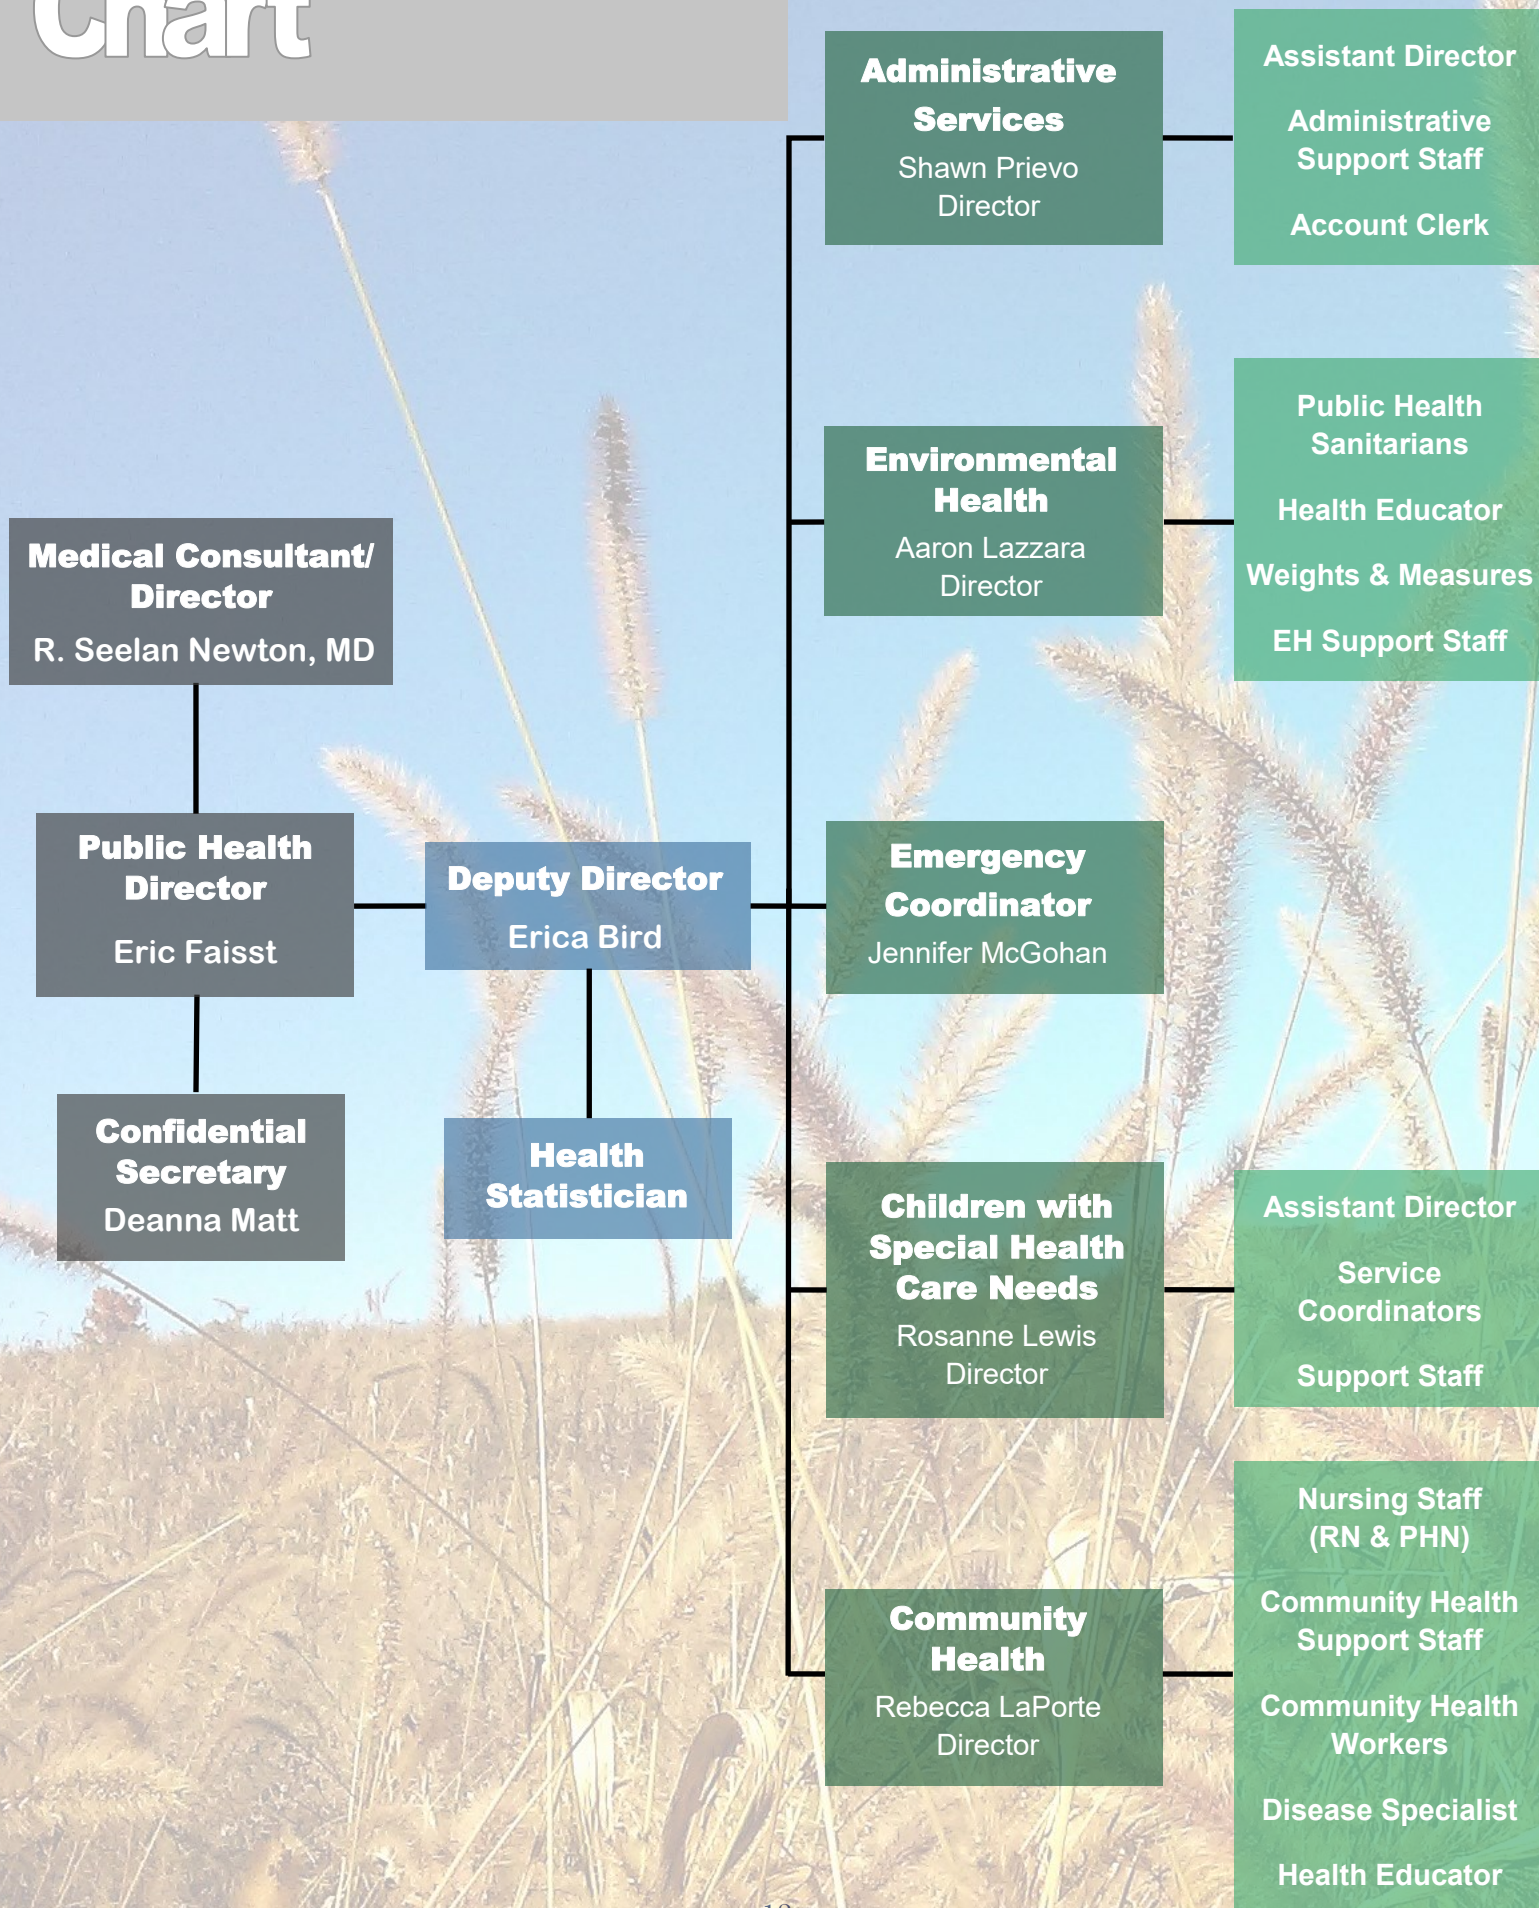 Chart
Medical Consultant/
Director
R. Seelan Newton, MD
Public Health
Director
Eric Faisst
Confidential
Secretary
Deanna Matt
Deputy Director
Erica Bird
Health
Statistician
Administrative
Services
Shawn Prievo
Director
Assistant Director
Administrative
Support Staff
Account Clerk
Environmental
Health
Aaron Lazzara
Director
Public Health
Sanitarians
Health Educator
Weights & Measures
EH Support Staff
Emergency
Coordinator
Jennifer McGohan
Children with
Special Health
Care Needs
Rosanne Lewis
Director
Assistant Director
Service
Coordinators
Support Staff
Community
Health
Rebecca LaPorte
Director
Nursing Staff
(RN & PHN)
Community Health
Support Staff
Community Health
Workers
Disease Specialist
Health Educator